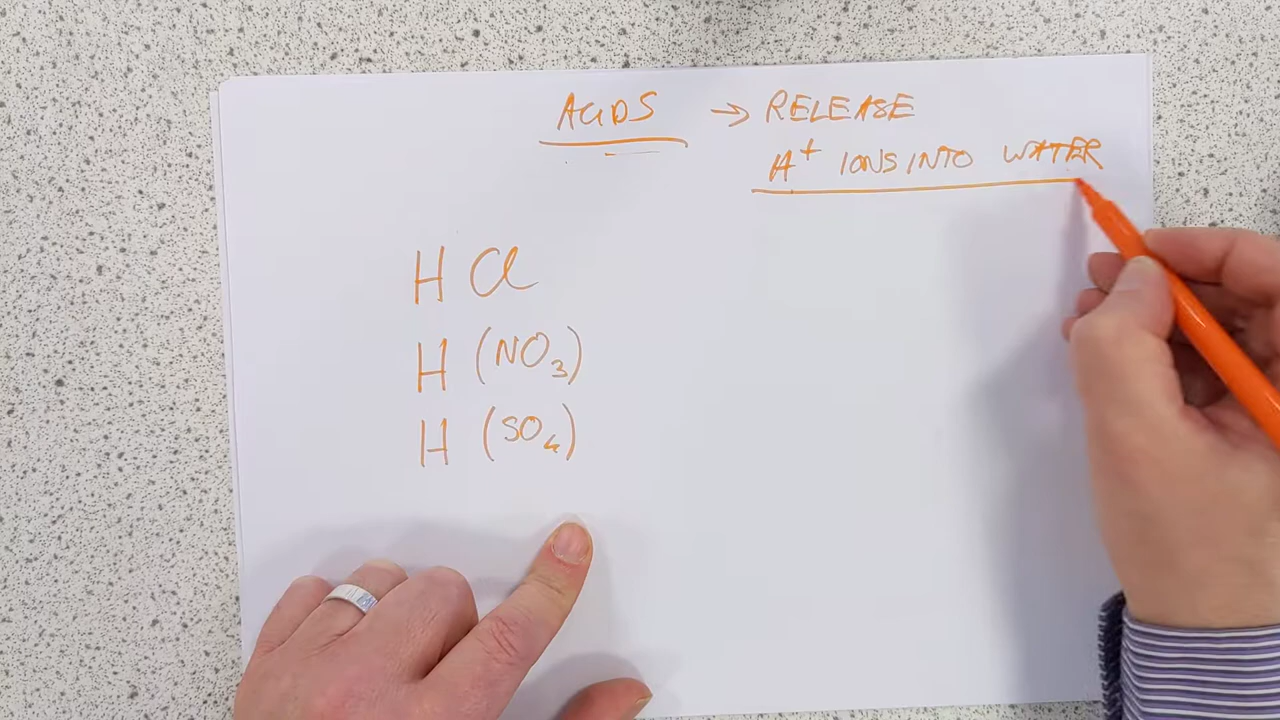 ACIDS → RELEASE
H⁺ IONS INTO WATER
H Cl
H (NO₃)
H (SO₄)